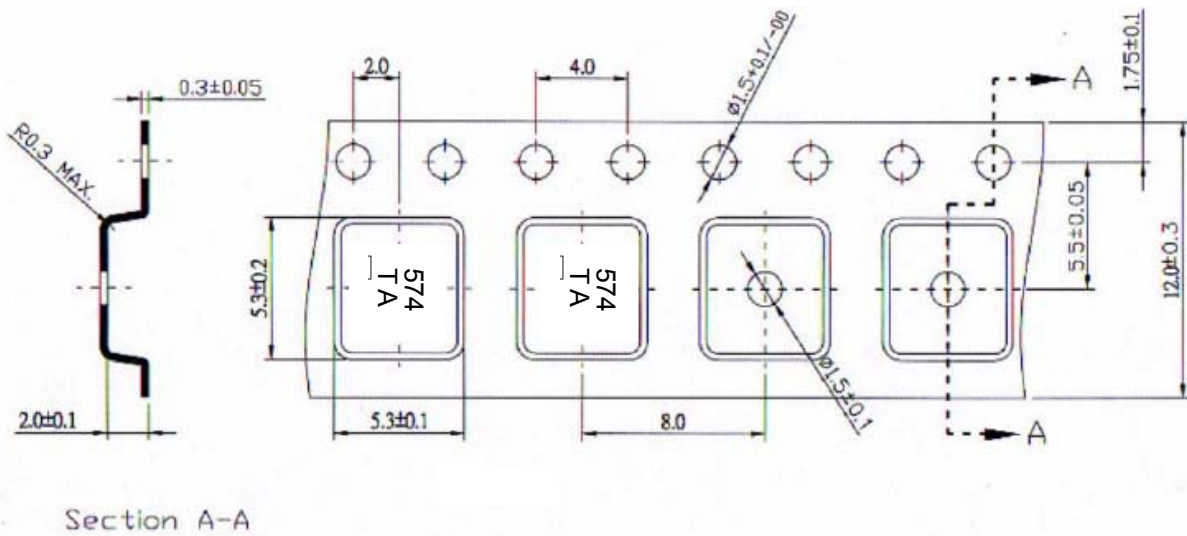 0.3±0.05
R0.3 MAX.
2.0±0.1
Section A-A
2.0
4.0
ø1.5+0.1/-00
A
1.75±0.1
5.3±0.2
574
TA
574
TA
5.5±0.05
12.0±0.3
5.3±0.1
8.0
ø1.5±0.1
A